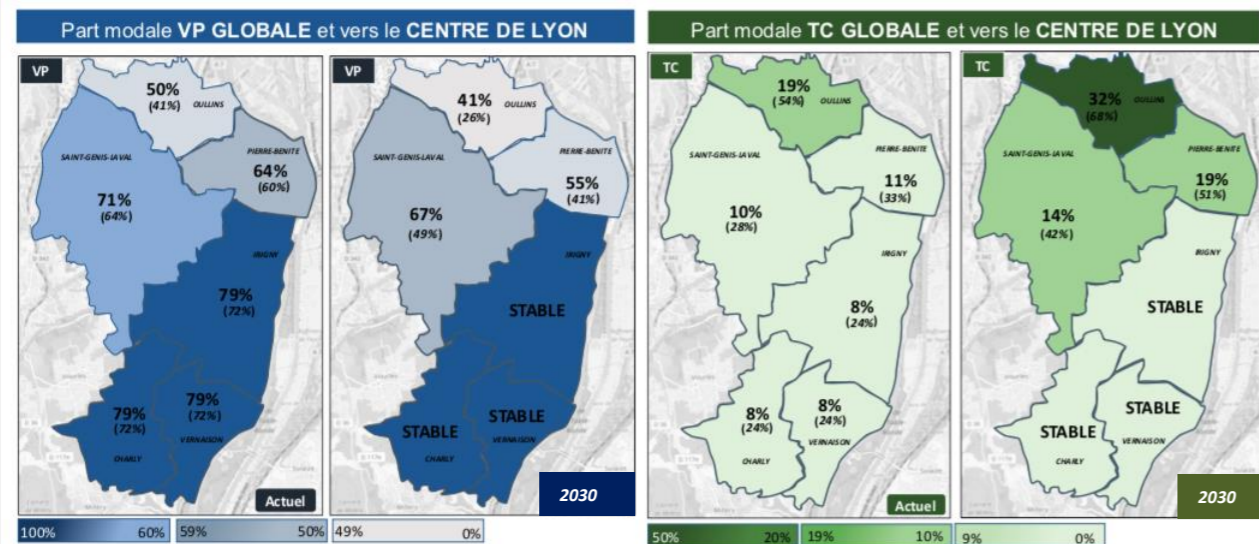 Part modale VP GLOBALE et vers le CENTRE DE LYON
VP
50%
(41%)
OULLINS
PIERRE-BENITE
64%
(60%)
SAINT-GENIS-LAVAL
71%
(64%)
IRIGNY
79%
(72%)
79%
(72%)
CHARLY
79%
(72%)
VERNAISON
Actuel
VP
41%
(26%)
OULLINS
PIERRE-BENITE
55%
(41%)
SAINT-GENIS-LAVAL
67%
(49%)
IRIGNY
STABLE
STABLE
VERNAISON
STABLE
CHARLY
2030
100% 60% 59% 50% 49% 0%
Part modale TC GLOBALE et vers le CENTRE DE LYON
TC
19%
(54%)
OULLINS
PIERRE-BENITE
11%
(33%)
SAINT-GENIS-LAVAL
10%
(28%)
IRIGNY
8%
(24%)
8%
(24%)
CHARLY
8%
(24%)
VERNAISON
Actuel
TC
32%
(68%)
OULLINS
PIERRE-BENITE
19%
(51%)
SAINT-GENIS-LAVAL
14%
(42%)
IRIGNY
STABLE
STABLE
VERNAISON
STABLE
CHARLY
2030
50% 20% 19% 10% 9% 0%